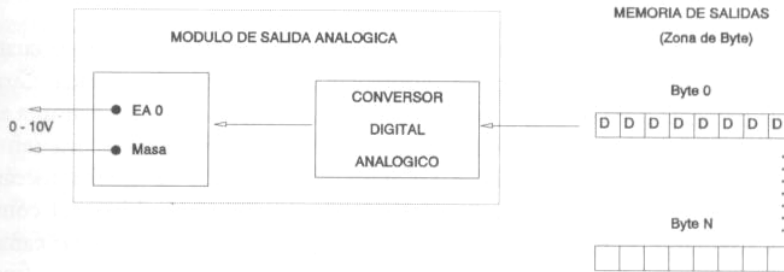 MEMORIA DE SALIDAS
(Zona de Byte)
MODULO DE SALIDA ANALOGICA
Byte 0
D D D D D D D D
EA 0
Masa
0 - 10V
CONVERSOR
DIGITAL
ANALOGICO
Byte N